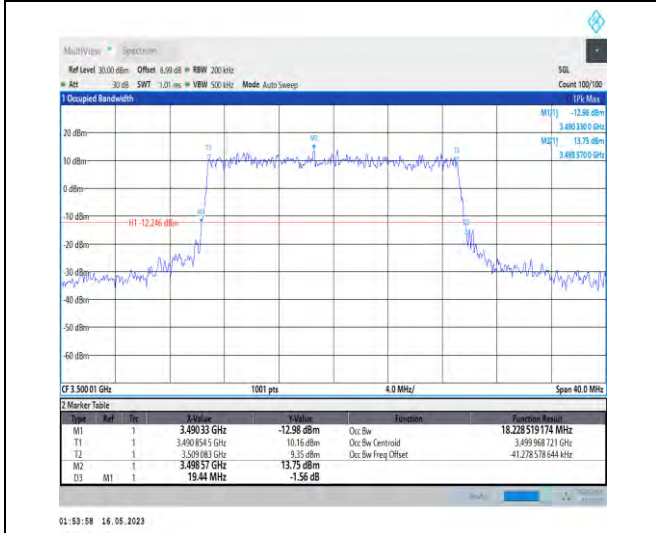 MultiView Spectrum
Ref Level 30.00 dBm Offset 8.99 dB RBW 200 kHz SGL
Att 30 dB SWT 1.01 ms VBW 500 kHz Mode Auto Sweep Count 100/100
1 Occupied Bandwidth 1Pk Max
M1[1] -12.98 dBm
3.490330 0 GHz
M2[1] 13.75 dBm
3.498570 0 GHz
20 dBm
M2
T1
T2
10 dBm
0 dBm
-10 dBm
H1 -12.246 dBm
-30 dBm
-40 dBm
-50 dBm
-60 dBm
CF 3.500 01 GHz 1001 pts 4.0 MHz/ Span 40.0 MHz
2 Marker Table
Type Ref Trc X-Value Y-Value Function Function Result
M1 1 3.490 33 GHz -12.98 dBm Occ Bw 18.228 519 174 MHz
T1 1 3.490 854 5 GHz 10.16 dBm Occ Bw Centroid 3.499 968 721 GHz
T2 1 3.509 083 GHz 9.35 dBm Occ Bw Freq Offset -41.278 578 644 kHz
M2 1 3.498 57 GHz 13.75 dBm
D3 M1 1 19.44 MHz -1.56 dB
01:53:58 16.05.2023